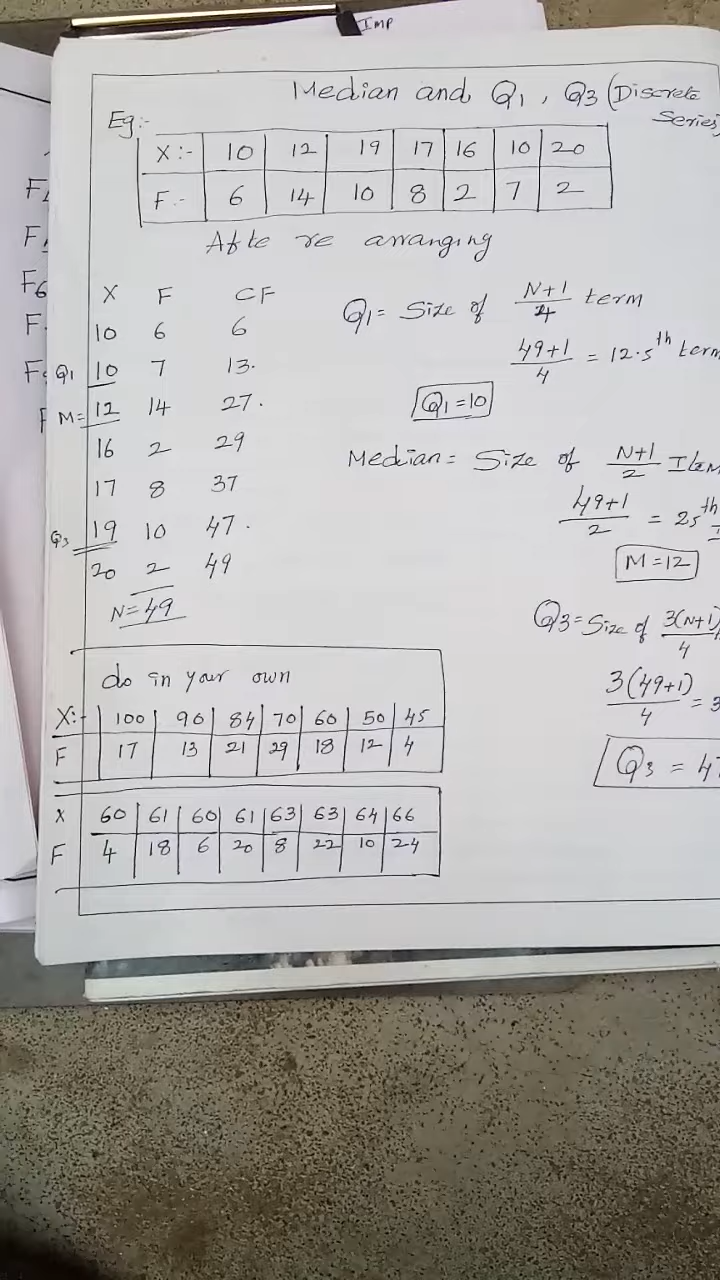 IMP
Median and Q1, Q3 (Discrete Series)
Eg:-
X:- 10 12 19 17 16 10 20
F:- 6 14 10 8 2 7 2
Afte re arranging
X F CF
10 6 6
Q1 10 7 13.
M= 12 14 27.
16 2 29
17 8 37
Q3 19 10 47.
20 2 49
N=49
Q1= Size of N+1/4 term
49+1/4 = 12.5th term
Q1=10
Median = Size of N+1/2 Item
49+1/2 = 25th
M=12
Q3= Size of 3(N+1)/4
3(49+1)/4 = 3
Q3 = 47
do in your own
X:- 100 90 84 70 60 50 45
F 17 13 21 29 18 12 4
X 60 61 60 61 63 63 64 66
F 4 18 6 20 8 22 10 24